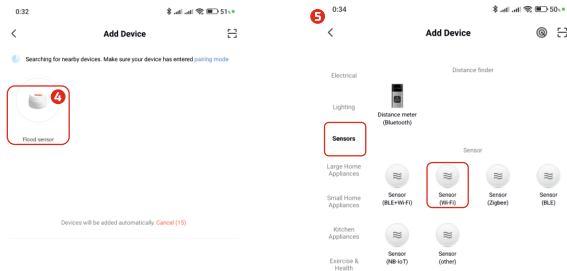 0:32
51%
Add Device
Searching for nearby devices. Make sure your device has entered pairing mode
4
Flood sensor
Devices will be added automatically. Cancel (15)
5
0:34
50%
Add Device
Electrical
Lighting
Sensors
Large Home
Appliances
Small Home
Appliances
Kitchen
Appliances
Exercise &
Health
Distance finder
Distance meter
(Bluetooth)
Sensor
Sensor
(BLE+Wi-Fi)
Sensor
(Wi-Fi)
Sensor
(Zigbee)
Sensor
(BLE)
Sensor
(NB-IoT)
Sensor
(other)